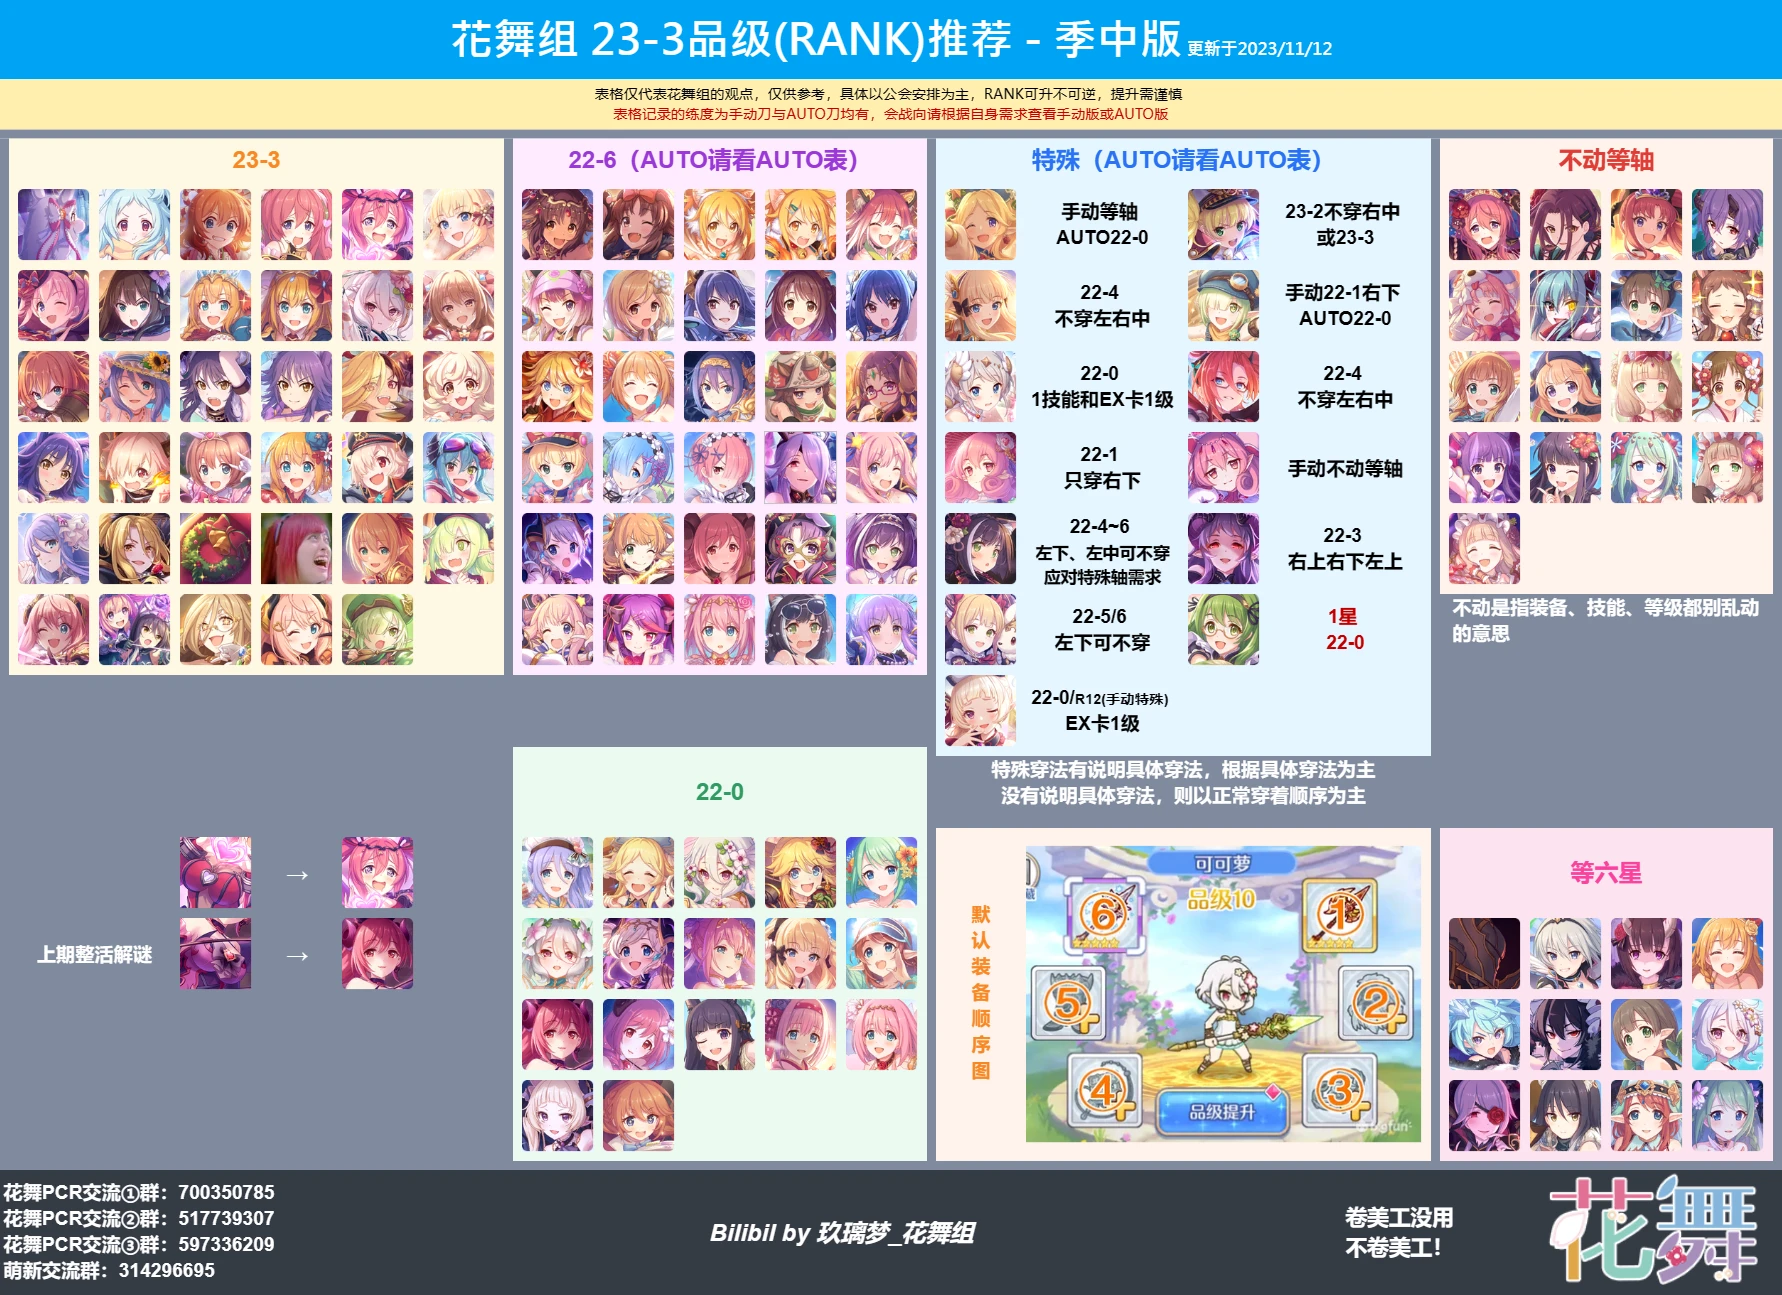 花舞组 23-3品级(RANK)推荐 - 季中版 更新于2023/11/12
表格仅代表花舞组的观点，仅供参考，具体以公会安排为主，RANK可升不可逆，提升需谨慎
表格记录的练度为手动刀与AUTO刀均有，会战向请根据自身需求查看手动版或AUTO版
23-3
22-6（AUTO请看AUTO表）
特殊（AUTO请看AUTO表）
手动等轴
AUTO22-0
23-2不穿右中
或23-3
22-4
不穿左右中
手动22-1右下
AUTO22-0
22-0
1技能和EX卡1级
22-4
不穿左右中
22-1
只穿右下
手动不动等轴
22-4~6
左下、左中可不穿
应对特殊轴需求
22-3
右上右下左上
22-5/6
左下可不穿
1星
22-0
22-0/R12(手动特殊)
EX卡1级
特殊穿法有说明具体穿法，根据具体穿法为主
没有说明具体穿法，则以正常穿着顺序为主
不动等轴
不动是指装备、技能、等级都别乱动
的意思
上期整活解谜
→
→
22-0
默认装备顺序图
可可萝
品级10
⑥
①
⑤
②
④
③
品级提升
bigfun
等六星
花舞PCR交流①群：700350785
花舞PCR交流②群：517739307
花舞PCR交流③群：597336209
萌新交流群：314296695
Bilibil by 玖璃梦_花舞组
卷美工没用
不卷美工！
花舞